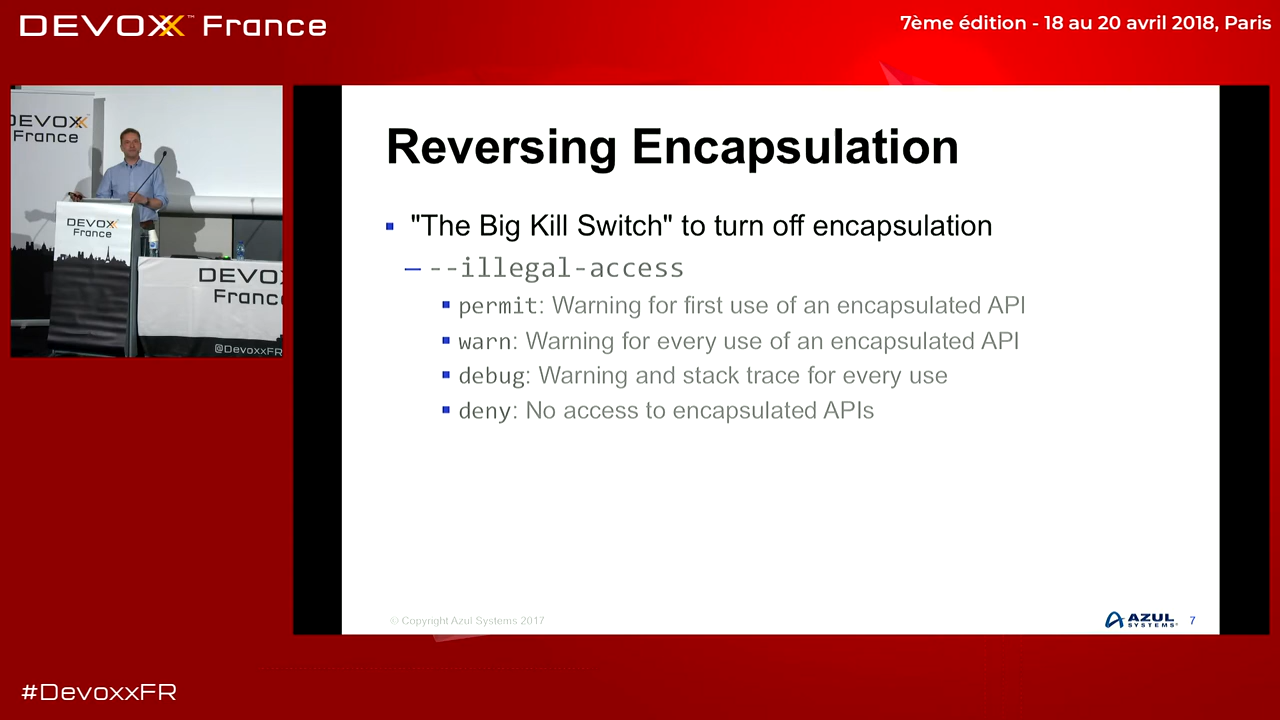 DEVOXX™ France
7ème édition - 18 au 20 avril 2018, Paris
DEVOXX
France
DEVOXX
France
DEVOX
France
@DevoxxFR
Reversing Encapsulation
▪ "The Big Kill Switch" to turn off encapsulation
– --illegal-access
▪ permit: Warning for first use of an encapsulated API
▪ warn: Warning for every use of an encapsulated API
▪ debug: Warning and stack trace for every use
▪ deny: No access to encapsulated APIs
© Copyright Azul Systems 2017
AZUL
SYSTEMS®
7
#DevoxxFR